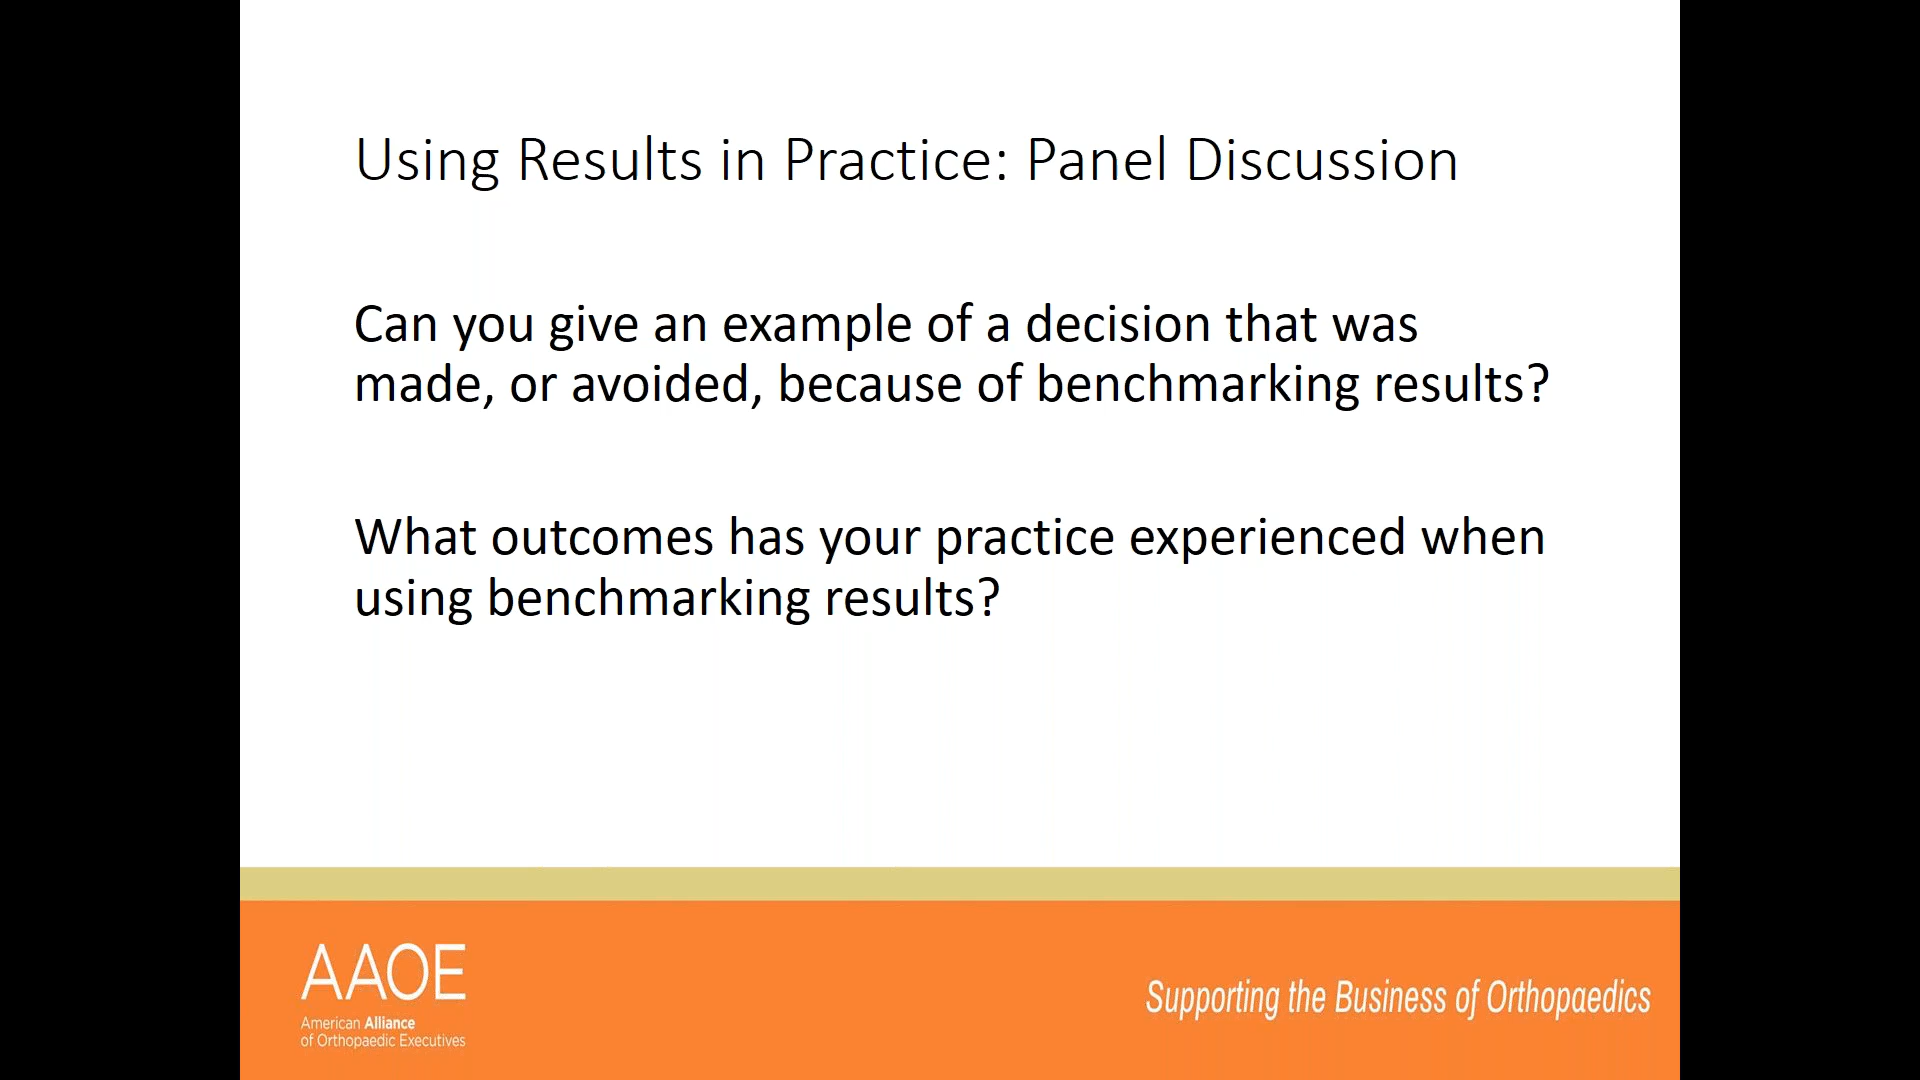 Using Results in Practice: Panel Discussion
Can you give an example of a decision that was
made, or avoided, because of benchmarking results?
What outcomes has your practice experienced when
using benchmarking results?
AAOE
American Alliance
of Orthopaedic Executives
Supporting the Business of Orthopaedics